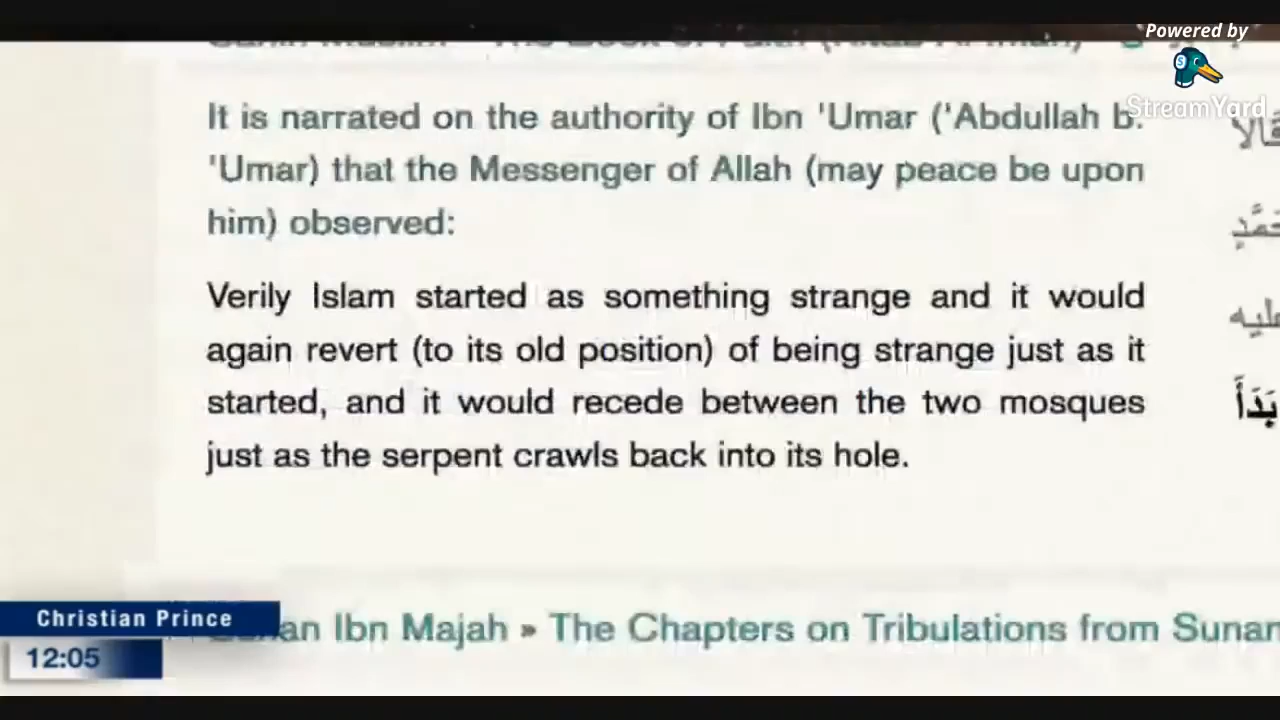 Powered by
StreamYard
It is narrated on the authority of Ibn 'Umar ('Abdullah b.
'Umar) that the Messenger of Allah (may peace be upon
him) observed:
Verily Islam started as something strange and it would
again revert (to its old position) of being strange just as it
started, and it would recede between the two mosques
just as the serpent crawls back into its hole.
بَدَأَ
Christian Prince
Ibn Majah » The Chapters on Tribulations from Sunan
12:05